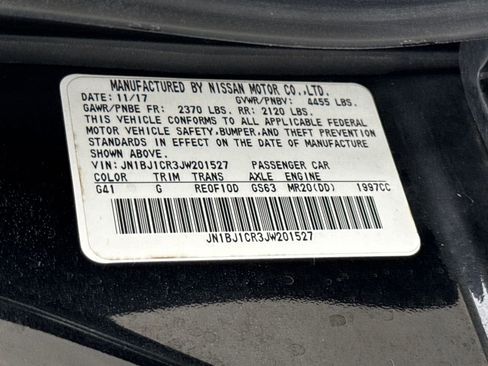 MANUFACTURED BY NISSAN MOTOR CO.,LTD.
DATE: 11/17 GVWR/PNBV: 4455 LBS.
GAWR/PNBE FR: 2370 LBS. RR: 2120 LBS.
THIS VEHICLE CONFORMS TO ALL APPLICABLE FEDERAL
MOTOR VEHICLE SAFETY, BUMPER, AND THEFT PREVENTION
STANDARDS IN EFFECT ON THE DATE OF MANUFACTURE
SHOWN ABOVE.
VIN: JN1BJ1CR3JW201527 PASSENGER CAR
COLOR TRIM TRANS AXLE ENGINE
G41 G RE0F10D GS63 MR20(DD) 1997CC
JN1BJ1CR3JW201527